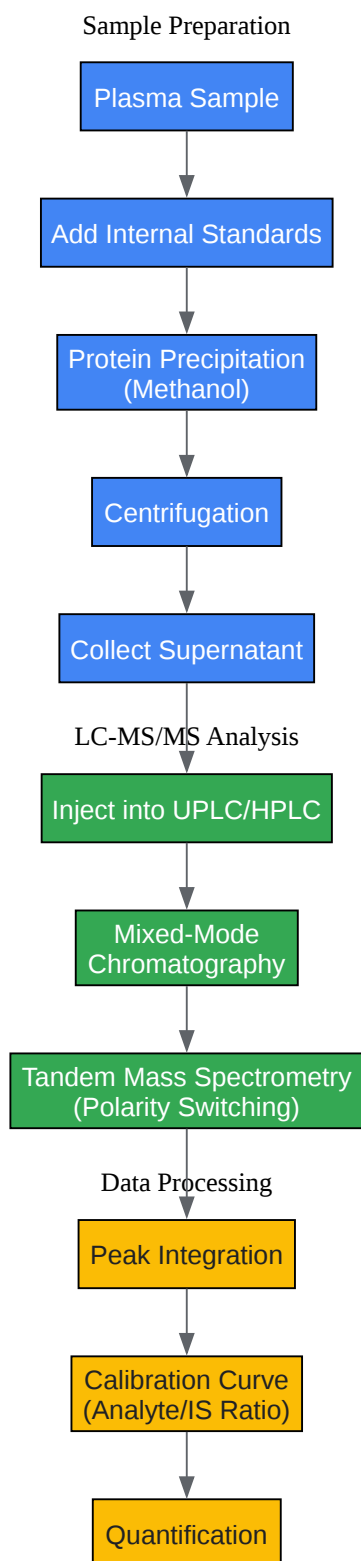 Sample Preparation
Plasma Sample
Add Internal Standards
Protein Precipitation
(Methanol)
Centrifugation
Collect Supernatant
LC-MS/MS Analysis
Inject into UPLC/HPLC
Mixed-Mode
Chromatography
Tandem Mass Spectrometry
(Polarity Switching)
Data Processing
Peak Integration
Calibration Curve
(Analyte/IS Ratio)
Quantification